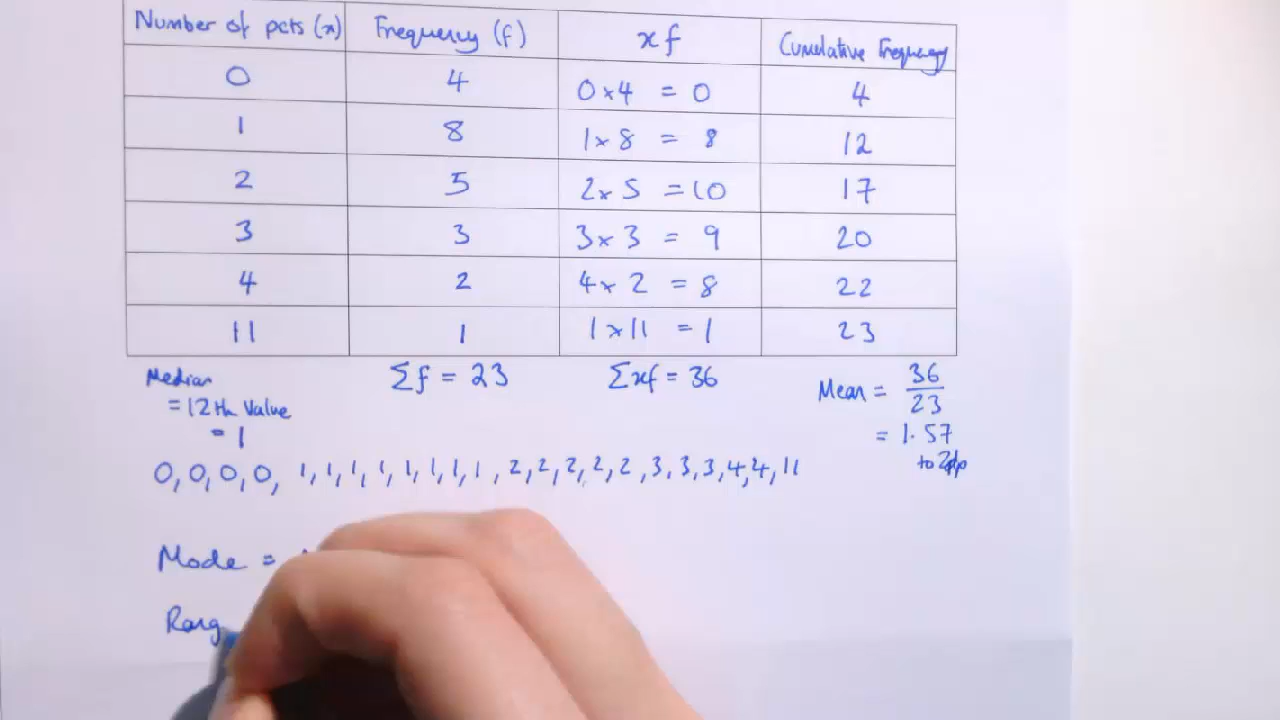 Number of pets (x) Frequency (f) xf Cumulative Frequency
0 4 0 x 4 = 0 4
1 8 1 x 8 = 8 12
2 5 2 x 5 = 10 17
3 3 3 x 3 = 9 20
4 2 4 x 2 = 8 22
11 1 1 x 11 = 1 23
Median
= 12th Value
= 1
Σf = 23
Σxf = 36
Mean = 36/23
= 1.57
to 2dp
0, 0, 0, 0, 1, 1, 1, 1, 1, 1, 1, 1, 2, 2, 2, 2, 2, 3, 3, 3, 4, 4, 11
Mode =
Rang